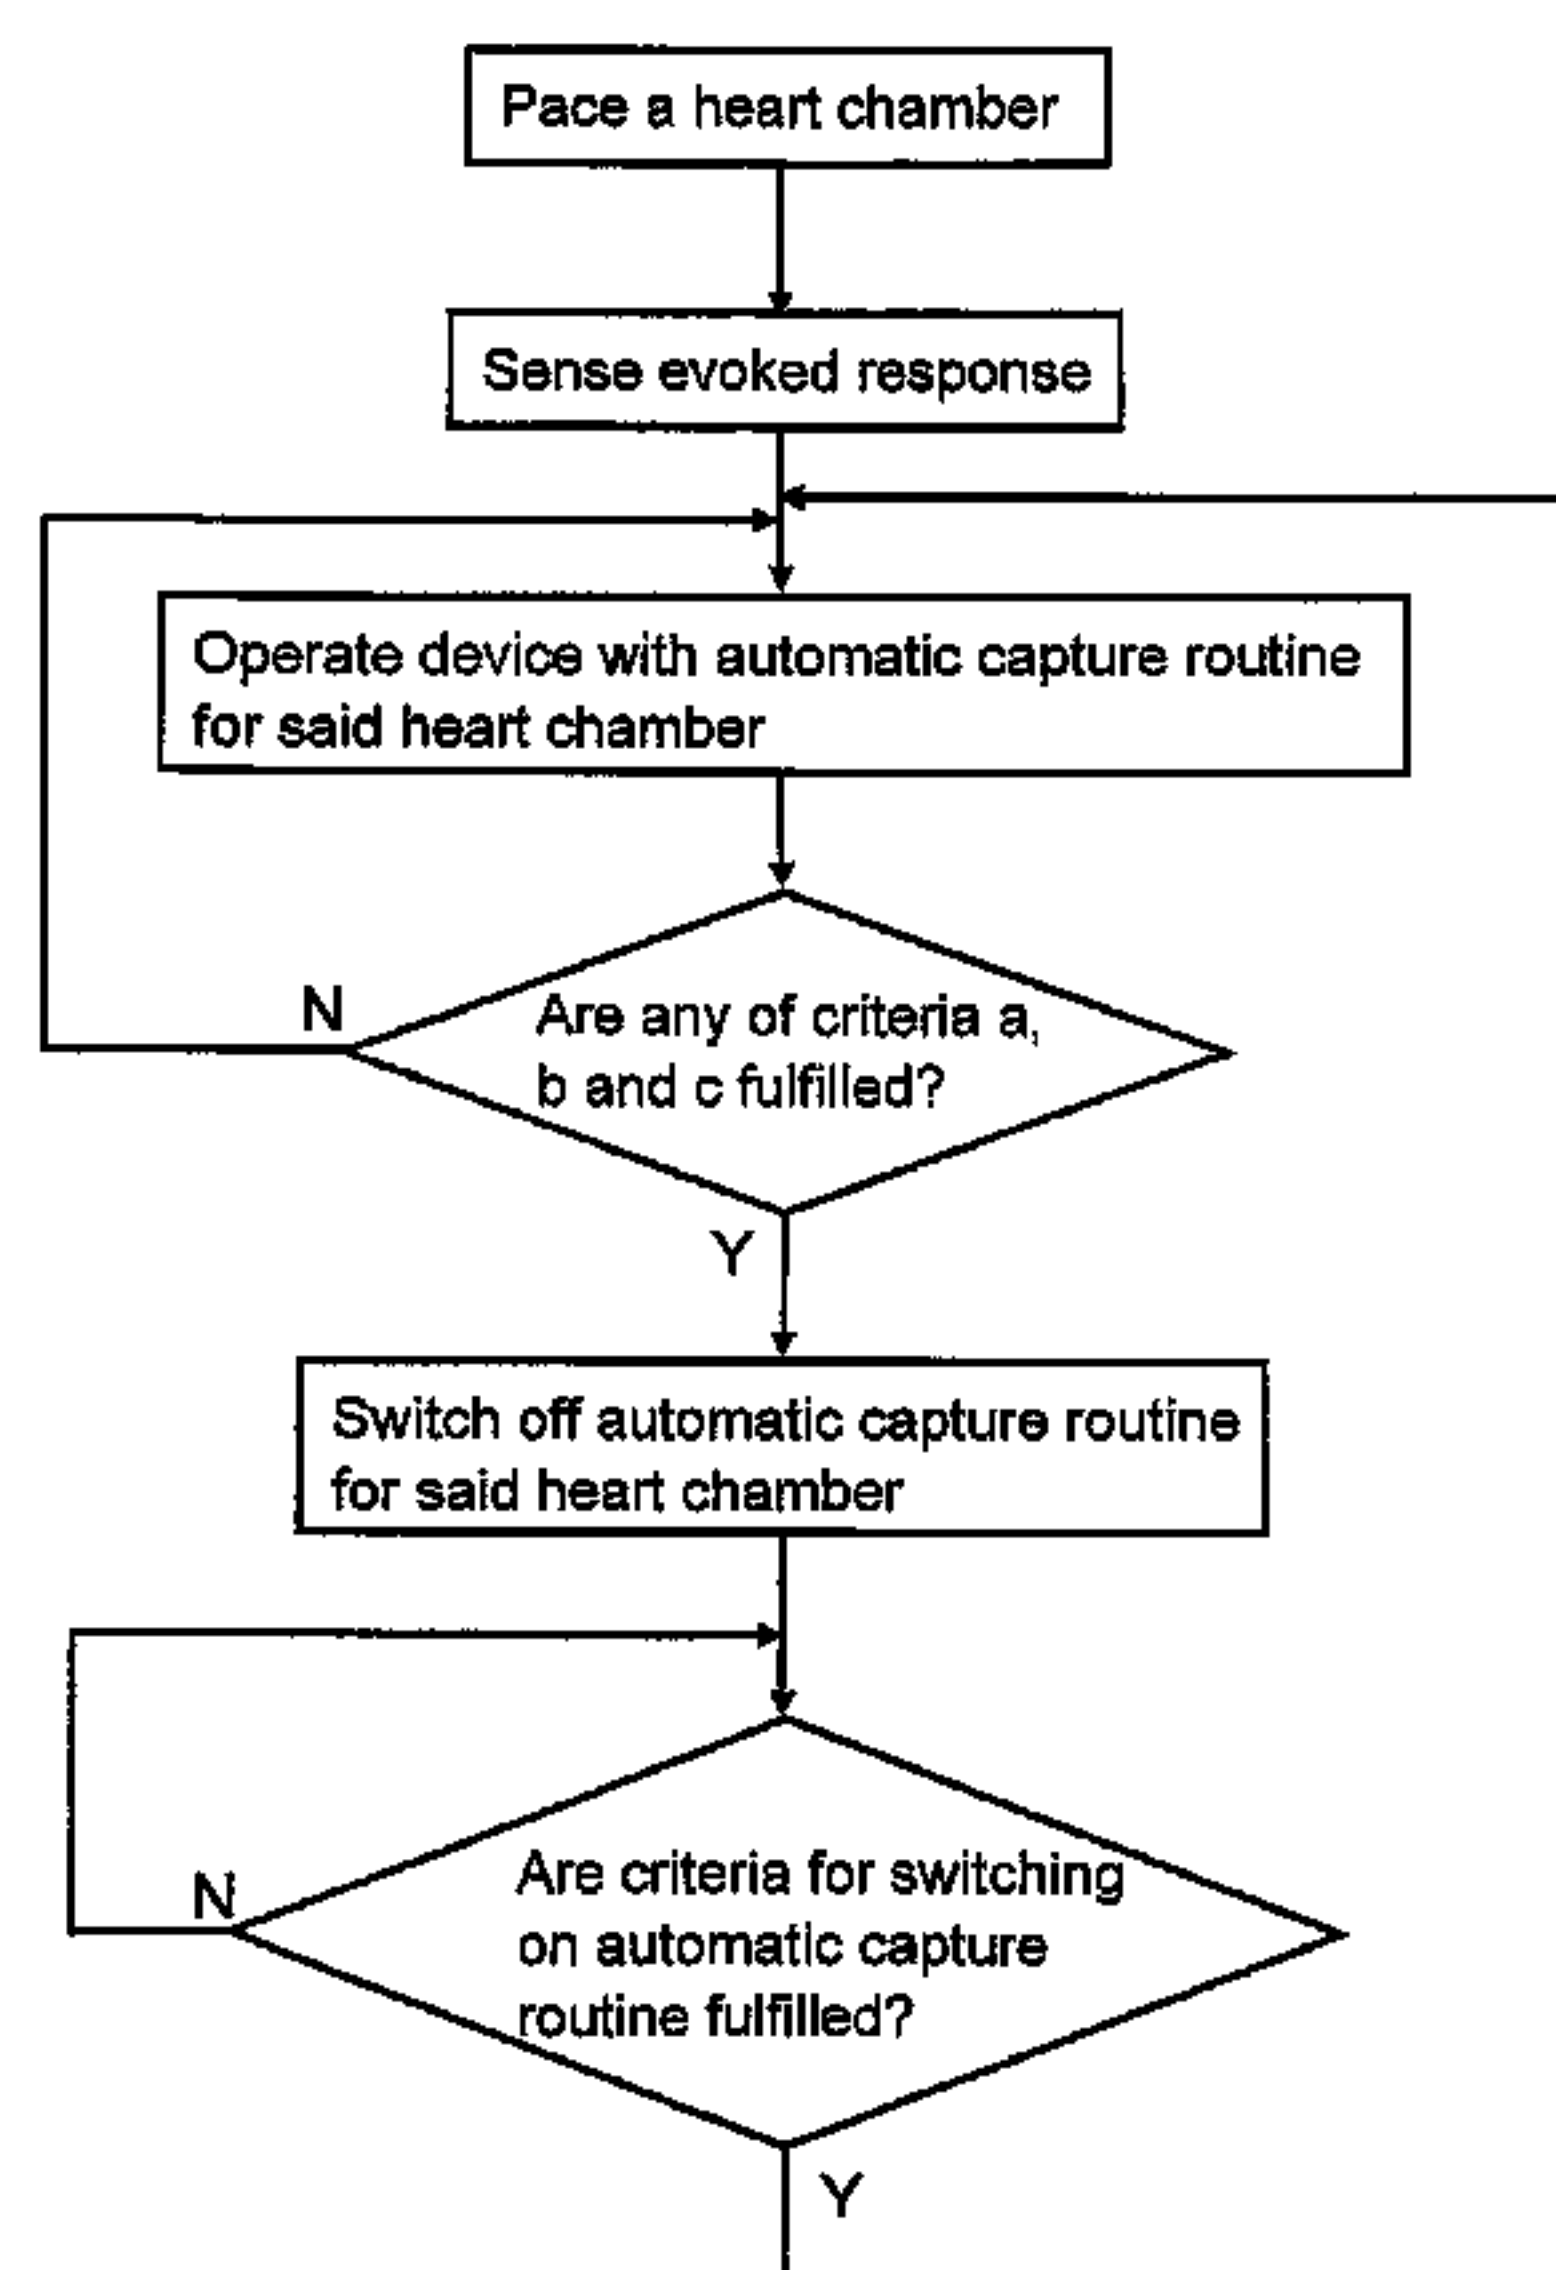 Pace a heart chamber
Sense evoked response
Operate device with automatic capture routine
for said heart chamber
N
Are any of criteria a,
b and c fulfilled?
Y
Switch off automatic capture routine
for said heart chamber
N
Are criteria for switching
on automatic capture
routine fulfilled?
Y